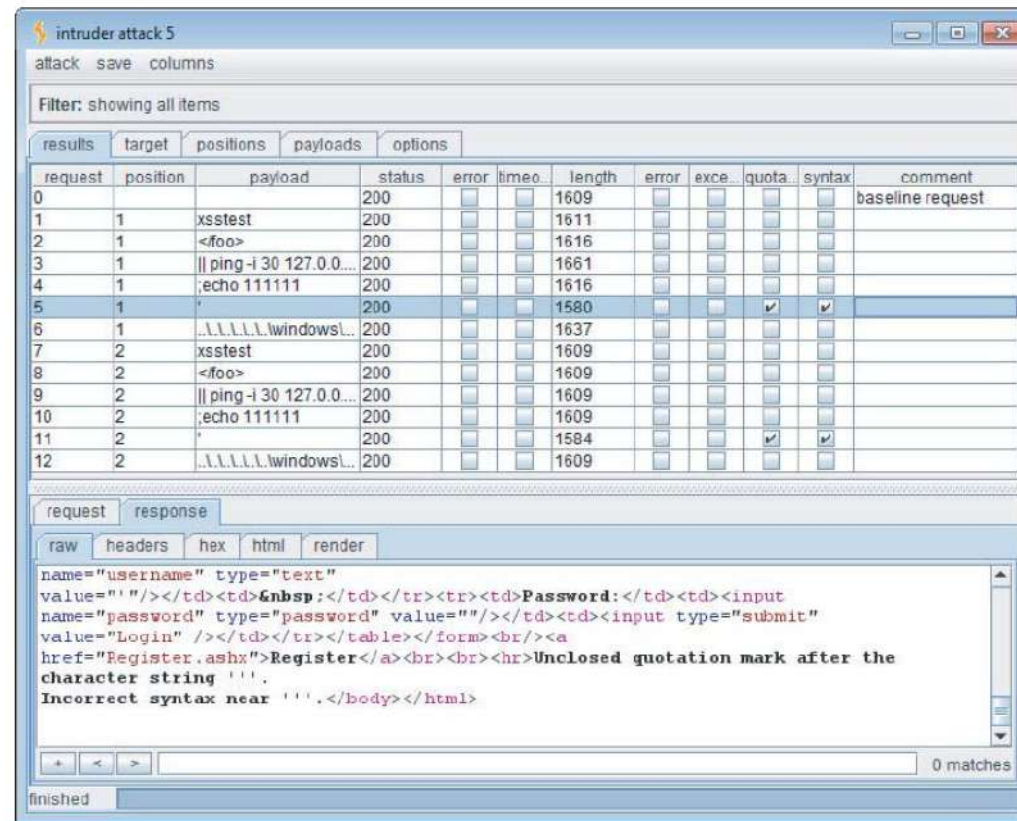 intruder attack 5
attack save columns
Filter: showing all items
results target positions payloads options
request position payload status error timeo... length error exce... quota... syntax comment
0 200 1609 baseline request
1 1 xsstest 200 1611
2 1 </foo> 200 1616
3 1 || ping -i 30 127.0.0.... 200 1661
4 1 ;echo 111111 200 1616
5 1 ' 200 1580
6 1 ..\..\..\..\..\..\windows\... 200 1637
7 2 xsstest 200 1609
8 2 </foo> 200 1609
9 2 || ping -i 30 127.0.0.... 200 1609
10 2 ;echo 111111 200 1609
11 2 ' 200 1584
12 2 ..\..\..\..\..\..\windows\... 200 1609
request response
raw headers hex html render
name="username" type="text"
value="'"/></td><td>&nbsp;</td></tr><tr><td>Password:</td><td><input
name="password" type="password" value=""/></td><td><input type="submit"
value="Login" /></td></tr></table></form><br/><a
href="Register.ashx">Register</a><br><br><hr>Unclosed quotation mark after the
character string '''.
Incorrect syntax near '''.</body></html>
+ < > 0 matches
finished